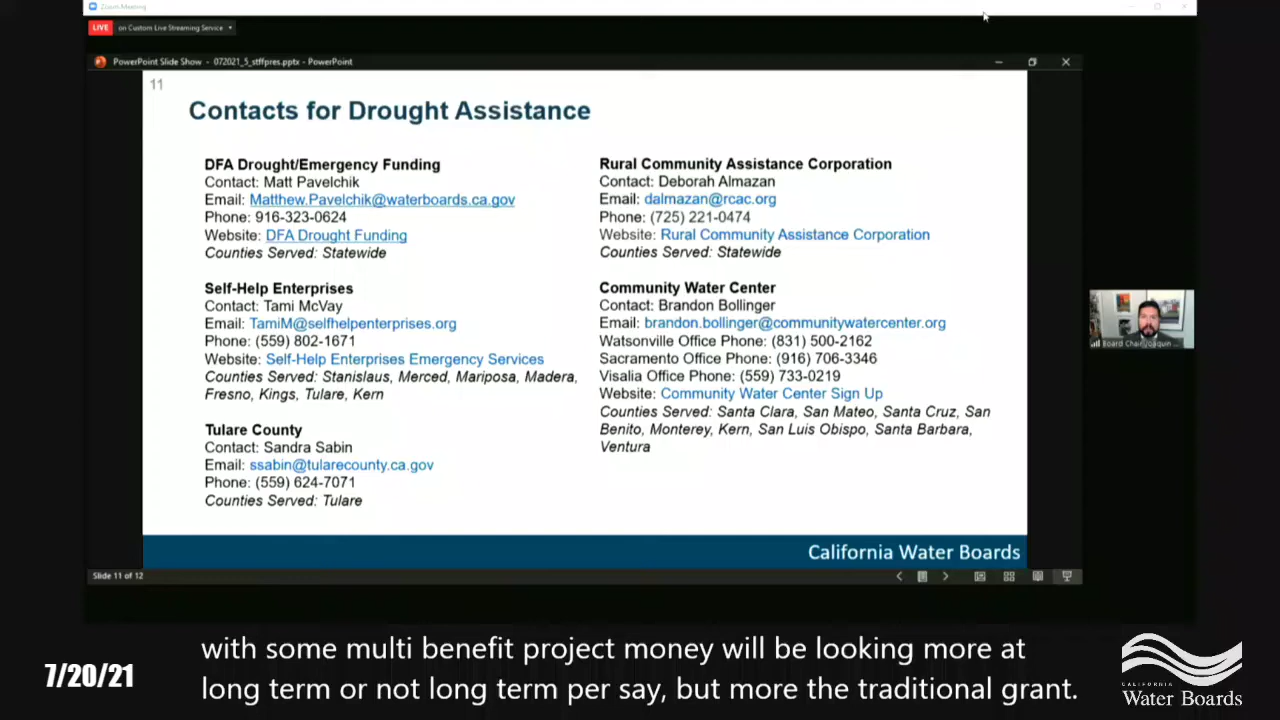 Zoom Meeting
LIVE on Custom Live Streaming Service
PowerPoint Slide Show - 072021_5_stffpres.pptx - PowerPoint
11
Contacts for Drought Assistance
DFA Drought/Emergency Funding
Contact: Matt Pavelchik
Email: Matthew.Pavelchik@waterboards.ca.gov
Phone: 916-323-0624
Website: DFA Drought Funding
Counties Served: Statewide
Self-Help Enterprises
Contact: Tami McVay
Email: TamiM@selfhelpenterprises.org
Phone: (559) 802-1671
Website: Self-Help Enterprises Emergency Services
Counties Served: Stanislaus, Merced, Mariposa, Madera,
Fresno, Kings, Tulare, Kern
Tulare County
Contact: Sandra Sabin
Email: ssabin@tularecounty.ca.gov
Phone: (559) 624-7071
Counties Served: Tulare
Rural Community Assistance Corporation
Contact: Deborah Almazan
Email: dalmazan@rcac.org
Phone: (725) 221-0474
Website: Rural Community Assistance Corporation
Counties Served: Statewide
Community Water Center
Contact: Brandon Bollinger
Email: brandon.bollinger@communitywatercenter.org
Watsonville Office Phone: (831) 500-2162
Sacramento Office Phone: (916) 706-3346
Visalia Office Phone: (559) 733-0219
Website: Community Water Center Sign Up
Counties Served: Santa Clara, San Mateo, Santa Cruz, San
Benito, Monterey, Kern, San Luis Obispo, Santa Barbara,
Ventura
California Water Boards
Board Chair Joaquin ...
Slide 11 of 12
with some multi benefit project money will be looking more at
long term or not long term per say, but more the traditional grant.
7/20/21
CALIFORNIA
Water Boards